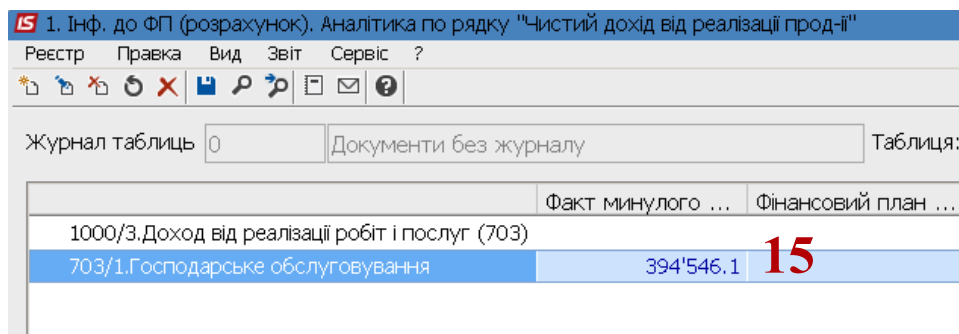 IS 1. Інф. до ФП (розрахунок). Аналітика по рядку "Чистий дохід від реалізації прод-ії"
Реєстр Правка Вид Звіт Сервіс ?
Журнал таблиць 0 Документи без журналу Таблиця:
Факт минулого ... Фінансовий план ...
1000/3.Доход від реалізації робіт і послуг (703)
703/1.Господарське обслуговування 394'546.1 15